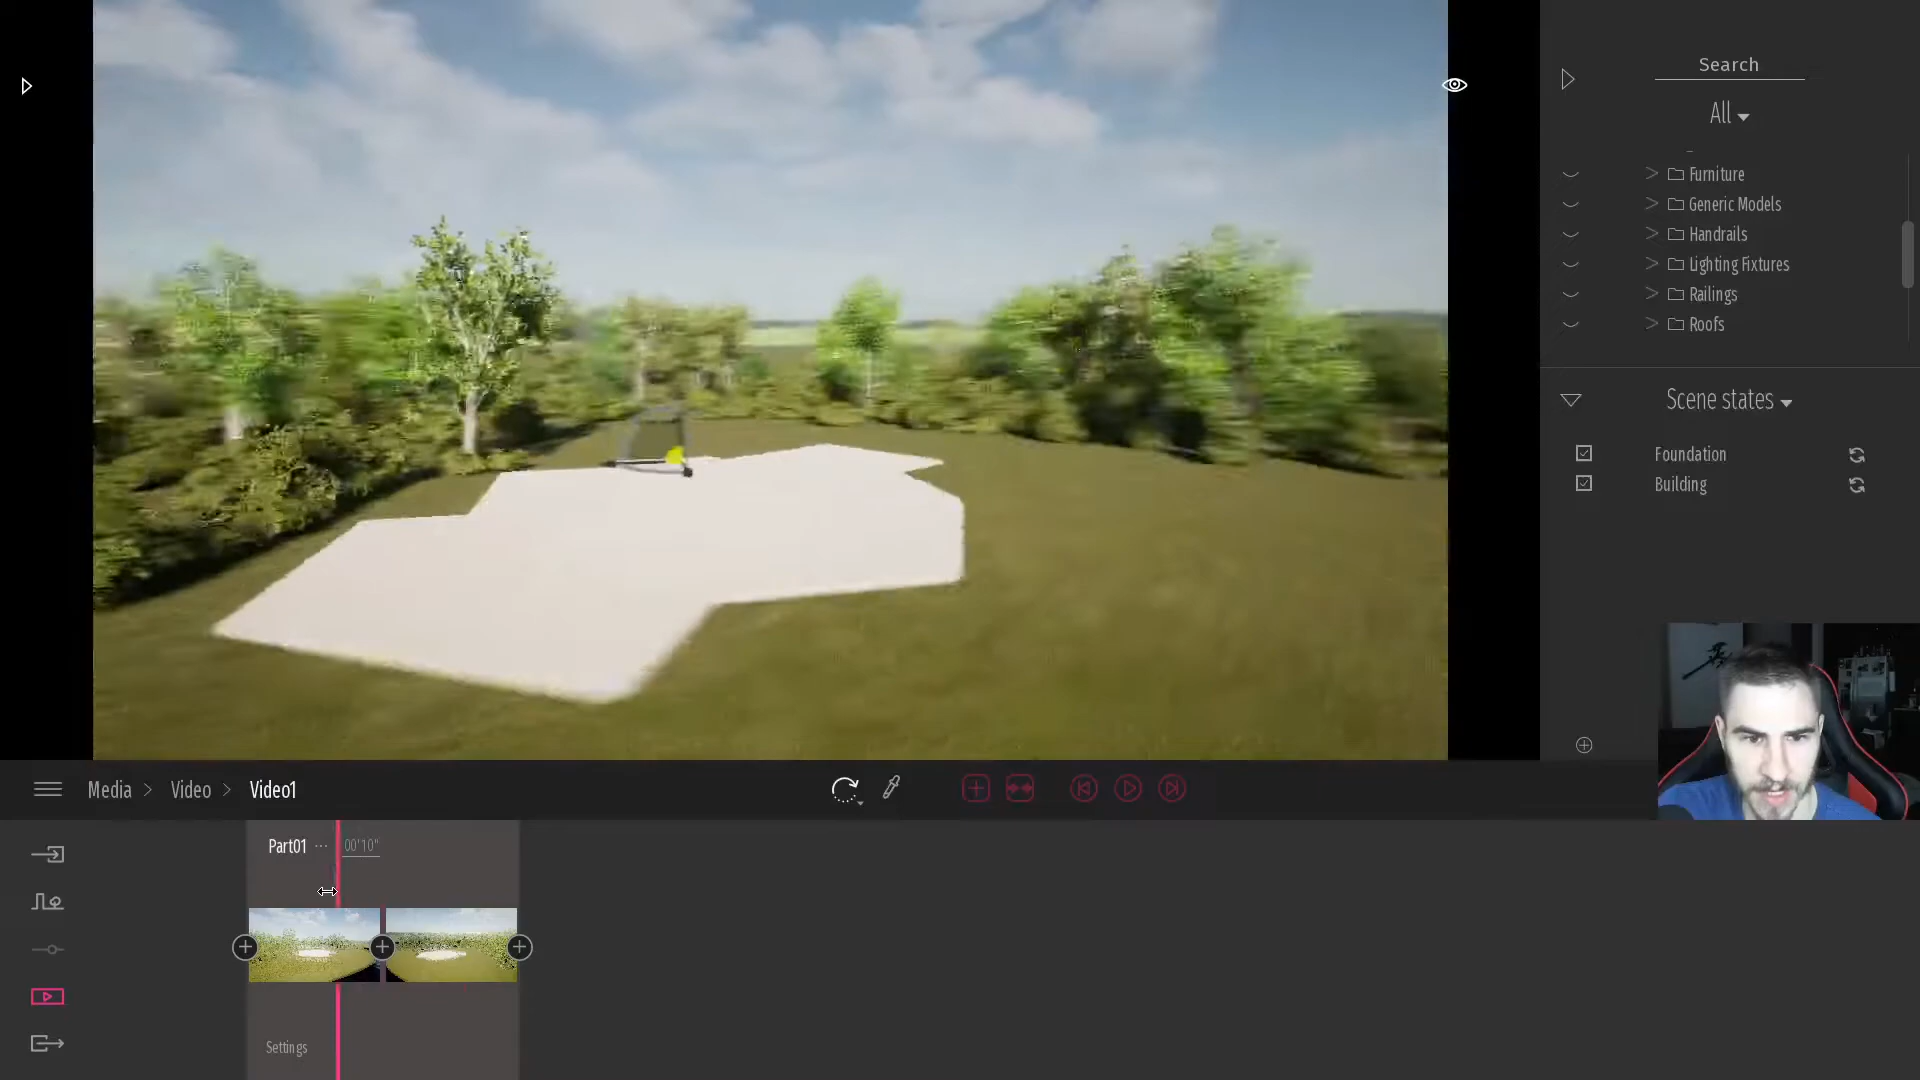 Search
All
Furniture
Generic Models
Handrails
Lighting Fixtures
Railings
Roofs
Scene states
Foundation
Building
Media > Video > Video1
Part01 ... 00'10"
Settings